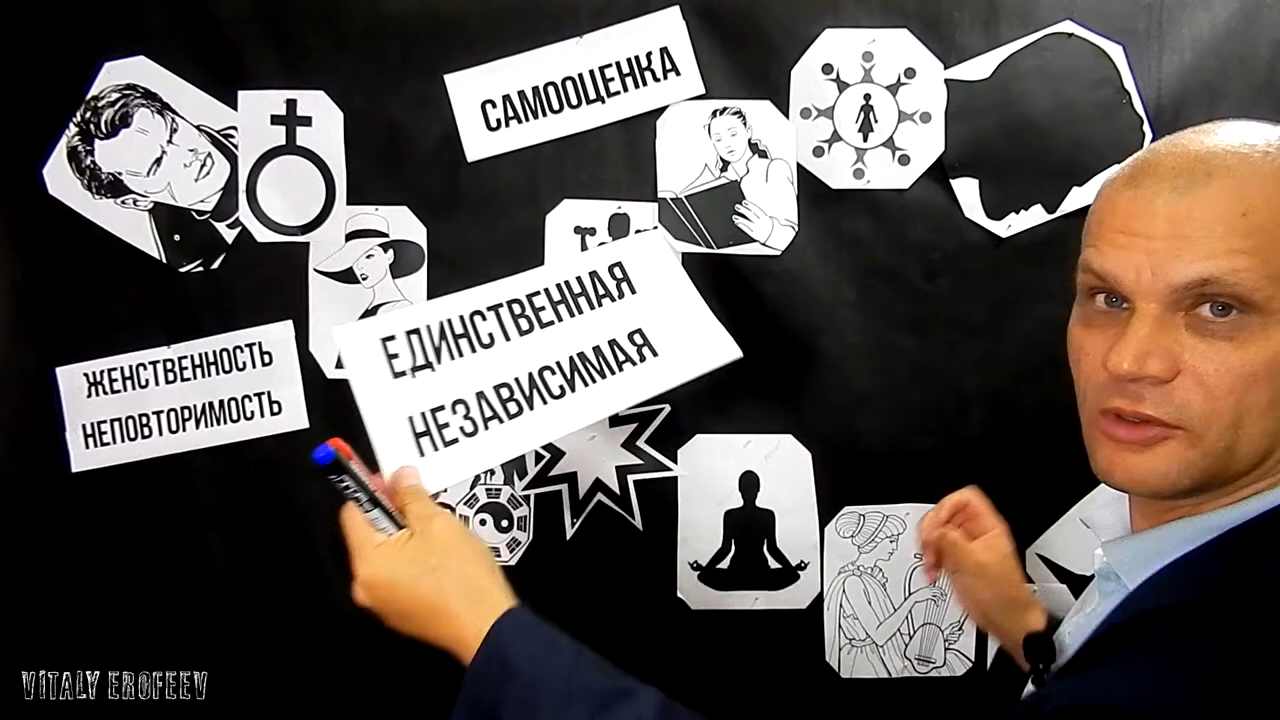 САМООЦЕНКА
ЕДИНСТВЕННАЯ
НЕЗАВИСИМАЯ
ЖЕНСТВЕННОСТЬ
НЕПОВТОРИМОСТЬ
VITALY EROFEEV